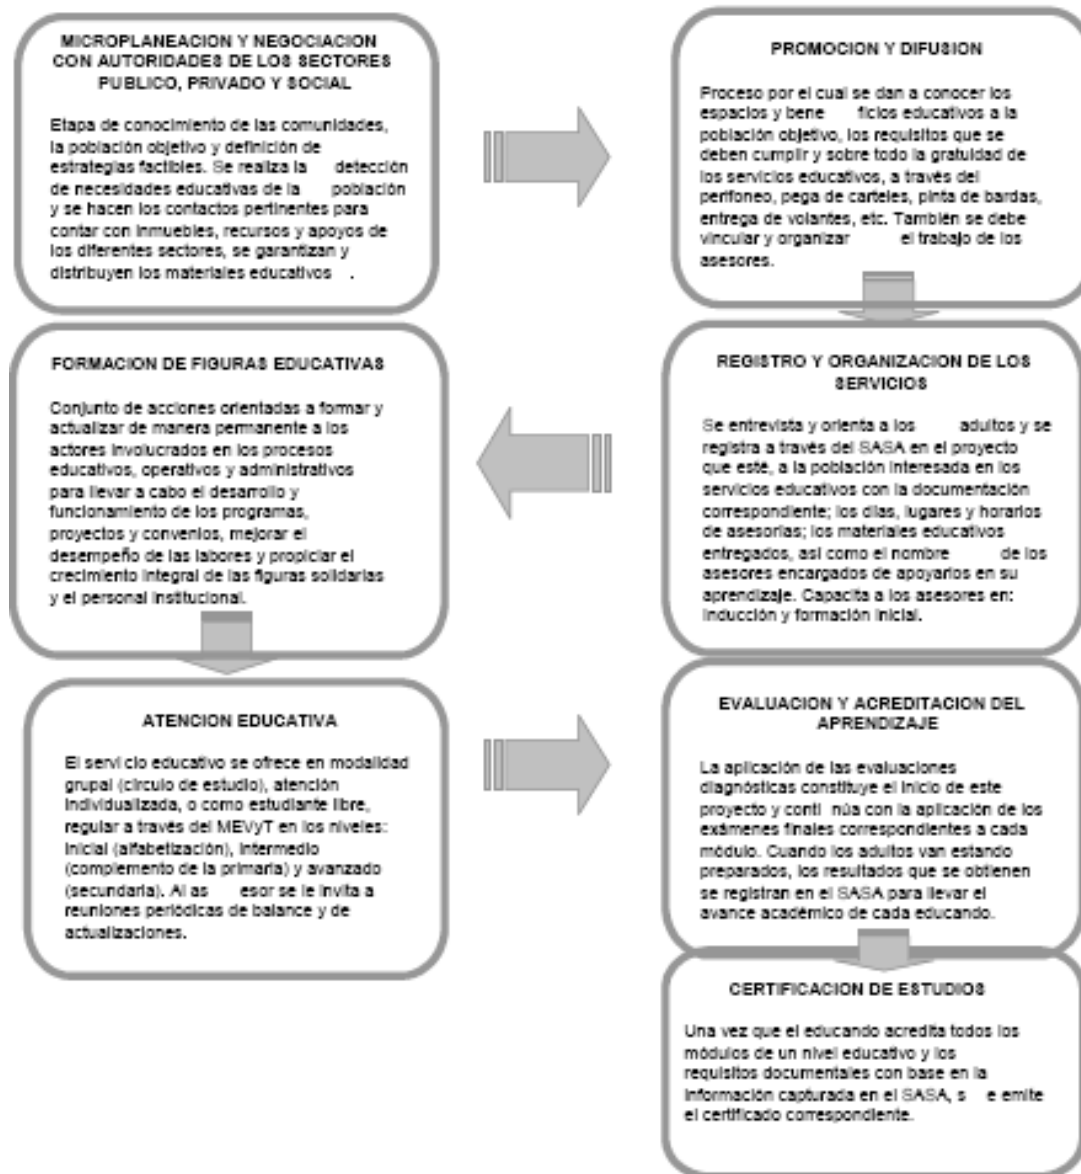 MICROPLANEACION Y NEGOCIACION
CON AUTORIDADES DE LOS SECTORES
PUBLICO, PRIVADO Y SOCIAL
Etapa de conocimiento de las comunidades,
la población objetivo y definición de
estrategias factibles. Se realiza la detección
de necesidades educativas de la población
y se hacen los contactos pertinentes para
contar con inmuebles, recursos y apoyos de
los diferentes sectores, se garantizan y
distribuyen los materiales educativos .
PROMOCION Y DIFUSION
Proceso por el cual se dan a conocer los
espacios y bene ficios educativos a la
población objetivo, los requisitos que se
deben cumplir y sobre todo la gratuidad de
los servicios educativos, a través del
perifoneo, pega de carteles, pinta de bardas,
entrega de volantes, etc. También se debe
vincular y organizar el trabajo de los
asesores.
REGISTRO Y ORGANIZACION DE LOS
SERVICIOS
Se entrevista y orienta a los adultos y se
registra a través del SASA en el proyecto
que esté, a la población interesada en los
servicios educativos con la documentación
correspondiente; los días, lugares y horarios
de asesorías; los materiales educativos
entregados, así como el nombre de los
asesores encargados de apoyarlos en su
aprendizaje. Capacita a los asesores en:
inducción y formación inicial.
FORMACION DE FIGURAS EDUCATIVAS
Conjunto de acciones orientadas a formar y
actualizar de manera permanente a los
actores involucrados en los procesos
educativos, operativos y administrativos
para llevar a cabo el desarrollo y
funcionamiento de los programas,
proyectos y convenios, mejorar el
desempeño de las labores y propiciar el
crecimiento integral de las figuras solidarias
y el personal institucional.
ATENCION EDUCATIVA
El servi cio educativo se ofrece en modalidad
grupal (círculo de estudio), atención
individualizada, o como estudiante libre,
regular a través del MEVyT en los niveles:
inicial (alfabetización), intermedio
(complemento de la primaria) y avanzado
(secundaria). Al as esor se le invita a
reuniones periódicas de balance y de
actualizaciones.
EVALUACION Y ACREDITACION DEL
APRENDIZAJE
La aplicación de las evaluaciones
diagnósticas constituye el inicio de este
proyecto y conti núa con la aplicación de los
exámenes finales correspondientes a cada
módulo. Cuando los adultos van estando
preparados, los resultados que se obtienen
se registran en el SASA para llevar el
avance académico de cada educando.
CERTIFICACION DE ESTUDIOS
Una vez que el educando acredita todos los
módulos de un nivel educativo y los
requisitos documentales con base en la
información capturada en el SASA, s e emite
el certificado correspondiente.